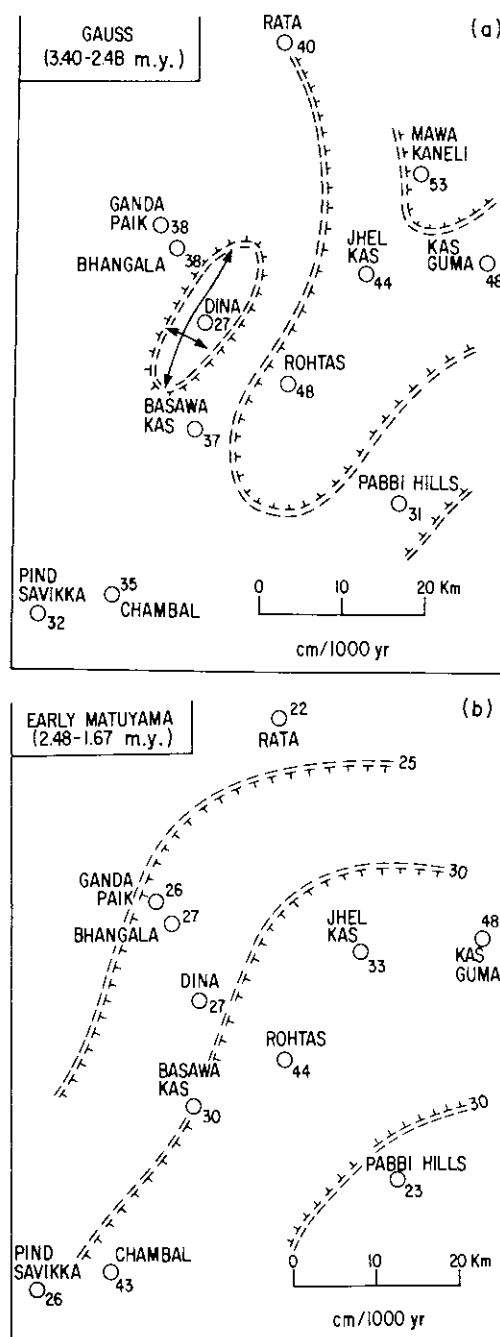 GAUSS
(3.40-2.48 m.y.)
(a)
RATA
40
MAWA
KANELI
53
GANDA
PAIK
38
BHANGALA
38
JHEL
KAS
44
KAS
GUMA
48
DINA
27
ROHTAS
48
BASAWA
KAS
37
PABBI HILLS
31
PIND
SAVIKKA
32
35
CHAMBAL
0 10 20 Km
cm/1000 yr
EARLY MATUYAMA
(2.48-1.67 m.y.)
(b)
22
RATA
25
30
GANDA
PAIK
26
BHANGALA
27
JHEL
KAS
33
48
KAS
GUMA
DINA
27
ROHTAS
44
BASAWA
KAS
30
30
PABBI HILLS
23
PIND
SAVIKKA
26
CHAMBAL
43
0 10 20 Km
cm/1000 yr